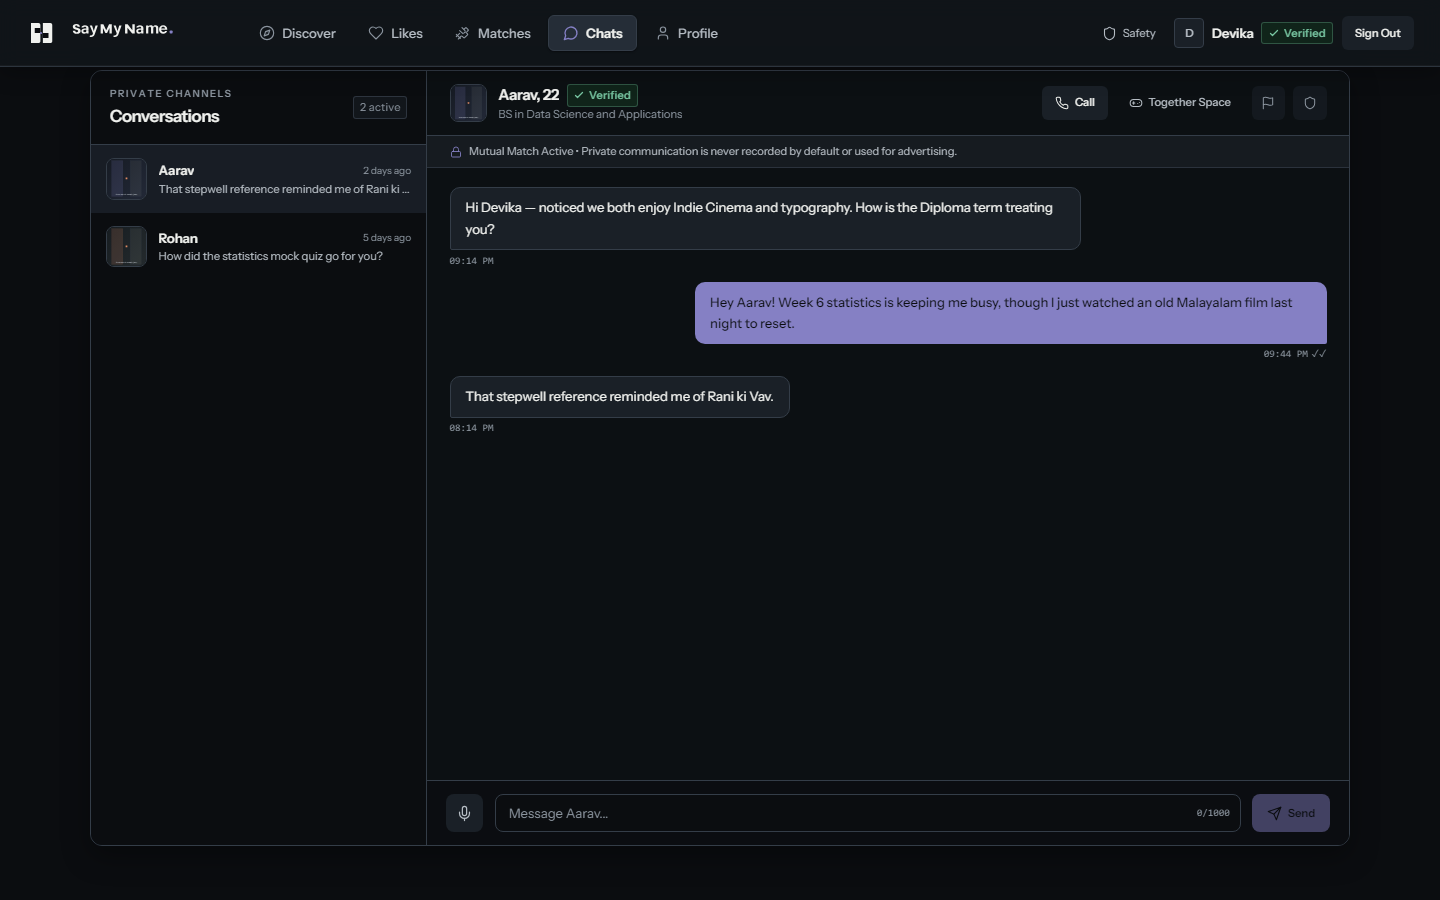 Say My Name.
Discover
Likes
Matches
Chats
Profile
Safety
D
Devika
Verified
Sign Out
PRIVATE CHANNELS
Conversations
2 active
Aarav
2 days ago
That stepwell reference reminded me of Rani ki ...
Rohan
5 days ago
How did the statistics mock quiz go for you?
Aarav, 22
Verified
BS in Data Science and Applications
Call
Together Space
Mutual Match Active • Private communication is never recorded by default or used for advertising.
Hi Devika — noticed we both enjoy Indie Cinema and typography. How is the Diploma term treating
you?
09:14 PM
Hey Aarav! Week 6 statistics is keeping me busy, though I just watched an old Malayalam film last
night to reset.
09:44 PM ✓✓
That stepwell reference reminded me of Rani ki Vav.
08:14 PM
Message Aarav...
0/1000
Send